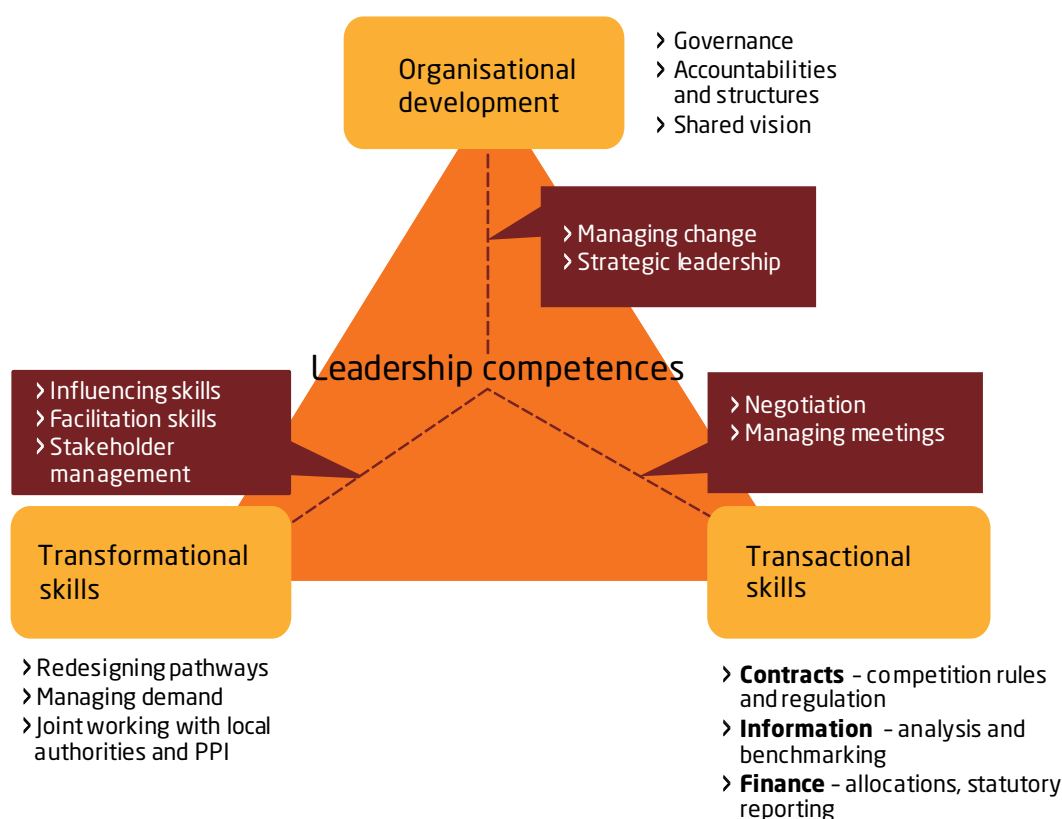 Organisational
development
› Governance
› Accountabilities
and structures
› Shared vision
› Managing change
› Strategic leadership
Leadership competences
› Influencing skills
› Facilitation skills
› Stakeholder
management
› Negotiation
› Managing meetings
Transformational
skills
Transactional
skills
› Redesigning pathways
› Managing demand
› Joint working with local
authorities and PPI
› Contracts – competition rules
and regulation
› Information – analysis and
benchmarking
› Finance – allocations, statutory
reporting